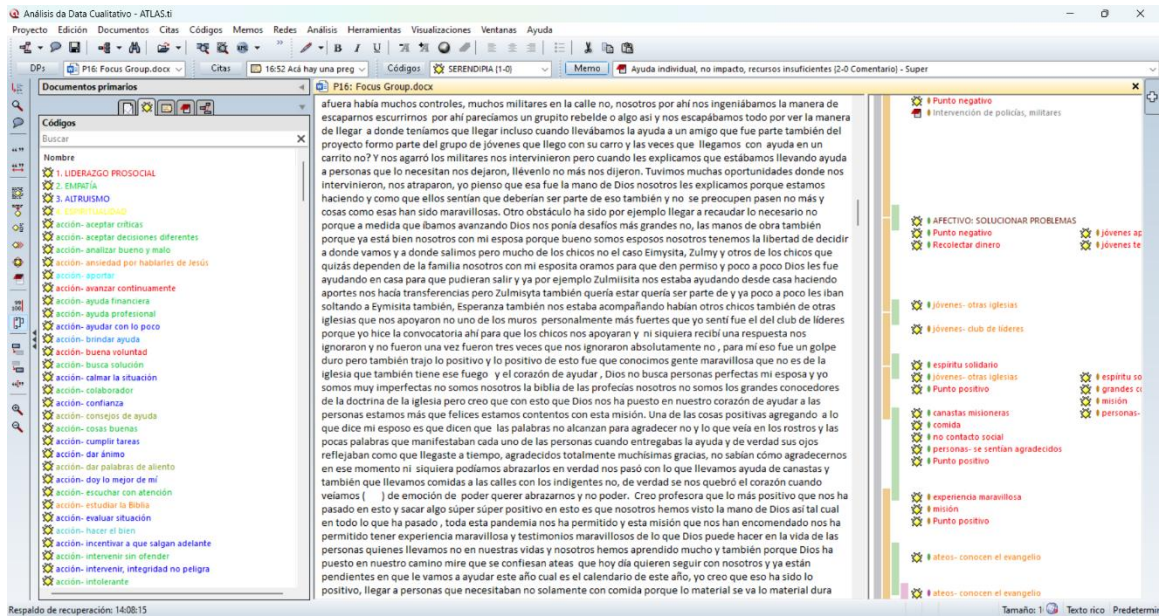 Análisis da Data Cualitativo - ATLAS.ti
Proyecto Edición Documentos Citas Códigos Memos Redes Análisis Herramientas Visualizaciones Ventanas Ayuda
DPs P16: Focus Group.docx Citas 16:52 Acá hay una preg Códigos SERENDIPIA (1-0) Memo Ayuda individual, no impacto, recursos insuficientes (2-0 Comentario) - Super
Documentos primarios
Códigos
Buscar
Nombre
1. LIDERAZGO PROSOCIAL
2. EMPATÍA
3. ALTRUISMO
4. ESPIRITUALIDAD
acción- aceptar críticas
acción- aceptar decisiones diferentes
acción- analizar bueno y malo
acción- ansiedad por hablarles de Jesús
acción- aportar
acción- avanzar continuamente
acción- ayuda financiera
acción- ayuda profesional
acción- ayudar con lo poco
acción- brindar ayuda
acción- buena voluntad
acción- busca solución
acción- calmar la situación
acción- colaborador
acción- confianza
acción- consejos de ayuda
acción- cosas buenas
acción- cumplir tareas
acción- dar ánimo
acción- dar palabras de aliento
acción- doy lo mejor de mí
acción- escuchar con atención
acción- estudiar la Biblia
acción- evaluar situación
acción- hacer el bien
acción- incentivar a que salgan adelante
acción- intervenir sin ofender
acción- intervenir, integridad no peligra
acción- intolerante
P16: Focus Group.docx
afuera había muchos controles, muchos militares en la calle no, nosotros por ahí nos ingeniábamos la manera de
escaparnos escurrirnos por ahí parecíamos un grupito rebelde o algo asi y nos escapábamos todo por ver la manera
de llegar a donde teníamos que llegar incluso cuando llevábamos la ayuda a un amigo que fue parte también del
proyecto formo parte del grupo de jóvenes que llego con su carro y las veces que llegamos con ayuda en un
carrito no? Y nos agarró los militares nos intervinieron pero cuando les explicamos que estábamos llevando ayuda
a personas que lo necesitan nos dejaron, llévenlo no más nos dijeron. Tuvimos muchas oportunidades donde nos
intervinieron, nos atraparon, yo pienso que esa fue la mano de Dios nosotros les explicamos porque estamos
haciendo y como que ellos sentían que deberían ser parte de eso también y no se preocupen pasen no más y
cosas como esas han sido maravillosas. Otro obstáculo ha sido por ejemplo llegar a recaudar lo necesario no
porque a medida que íbamos avanzando Dios nos ponía desafíos más grandes no, las manos de obra también
porque ya está bien nosotros con mi esposa porque bueno somos esposos nosotros tenemos la libertad de decidir
a donde vamos y a donde salimos pero mucho de los chicos no el caso Eimysita, Zulmy y otros de los chicos que
quizás dependen de la familia nosotros con mi esposita oramos para que den permiso y poco a poco Dios les fue
ayudando en casa para que pudieran salir y ya por ejemplo Zulmiisita nos estaba ayudando desde casa haciendo
aportes nos hacía transferencias pero Zulmisyta también quería estar quería ser parte de y ya poco a poco les iban
soltando a Eymisita también, Esperanza también nos estaba acompañando habían otros chicos también de otras
iglesias que nos apoyaron no uno de los muros personalmente más fuertes que yo sentí fue el del club de líderes
porque yo hice la convocatoria ahí para que los chicos nos apoyaran y ni siquiera recibí una respuesta nos
ignoraron y no fueron una vez fueron tres veces que nos ignoraron absolutamente no , para mí eso fue un golpe
duro pero también trajo lo positivo y lo positivo de esto fue que conocimos gente maravillosa que no es de la
iglesia que también tiene ese fuego y el corazón de ayudar , Dios no busca personas perfectas mi esposa y yo
somos muy imperfectas no somos nosotros la biblia de las profecías nosotros no somos los grandes conocedores
de la doctrina de la iglesia pero creo que con esto que Dios nos ha puesto en nuestro corazón de ayudar a las
personas estamos más que felices estamos contentos con esta misión. Una de las cosas positivas agregando a lo
que dice mi esposo es que dicen que las palabras no alcanzan para agradecer no y lo que veía en los rostros y las
pocas palabras que manifestaban cada uno de las personas cuando entregabas la ayuda y de verdad sus ojos
reflejaban como que llegaste a tiempo, agradecidos totalmente muchísimas gracias, no sabían cómo agradecernos
en ese momento ni siquiera podíamos abrazarlos en verdad nos pasó con lo que llevamos ayuda de canastas y
también que llevamos comidas a las calles con los indigentes no, de verdad se nos quebró el corazón cuando
veíamos ( ) de emoción de poder querer abrazarnos y no poder. Creo profesora que lo más positivo que nos ha
pasado en esto y sacar algo súper súper positivo en esto es que nosotros hemos visto la mano de Dios así tal cual
en todo lo que ha pasado , toda esta pandemia nos ha permitido y esta misión que nos han encomendado nos ha
permitido tener experiencia maravillosa y testimonios maravillosos de lo que Dios puede hacer en la vida de las
personas quienes llevamos no en nuestras vidas y nosotros hemos aprendido mucho y también porque Dios ha
puesto en nuestro camino mire que se confiesan ateas que hoy día quieren seguir con nosotros y ya están
pendientes en que le vamos a ayudar este año cual es el calendario de este año, yo creo que eso ha sido lo
positivo, llegar a personas que necesitaban no solamente con comida porque lo material se va lo material dura
Punto negativo
Intervención de policías, militares
AFECTIVO: SOLUCIONAR PROBLEMAS
Punto negativo jóvenes ap
Recolectar dinero jóvenes te
jóvenes- otras iglesias
jóvenes- club de líderes
espíritu solidario
jóvenes- otras iglesias espíritu so
Punto positivo grandes co
misión
canastas misioneras personas-
comida
no contacto social
personas- se sentían agradecidos
Punto positivo
experiencia maravillosa
misión
Punto positivo
ateos- conocen el evangelio
ateos- conocen el evangelio
Respaldo de recuperación: 14:08:15
Tamaño: 1 Texto rico Predetermi